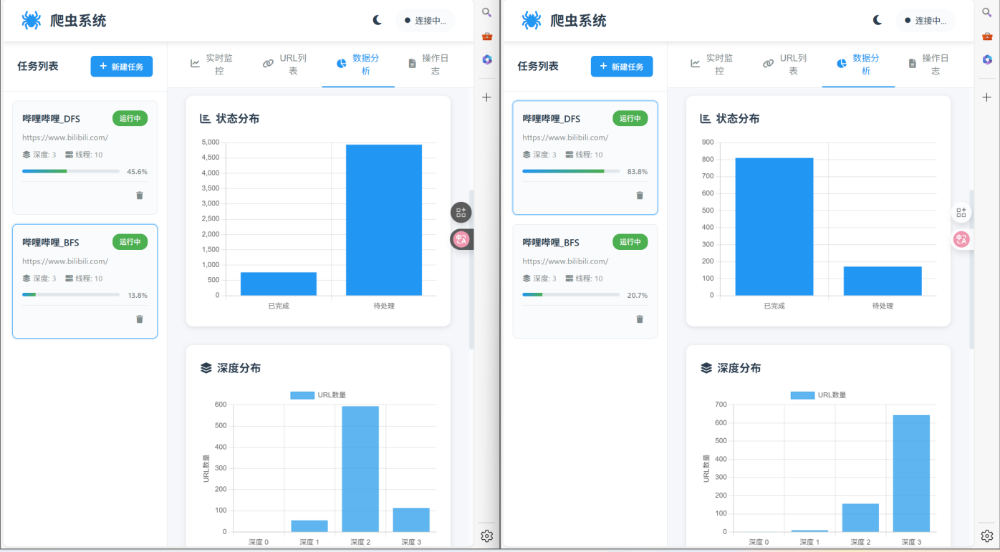 爬虫系统
连接中...
任务列表
+ 新建任务
实时监
控
URL列
表
数据分
析
操作日
志
哔哩哔哩_DFS
运行中
https://www.bilibili.com/
深度: 3 线程: 10
45.6%
哔哩哔哩_BFS
运行中
https://www.bilibili.com/
深度: 3 线程: 10
13.8%
状态分布
5,000
4,500
4,000
3,500
3,000
2,500
2,000
1,500
1,000
500
0
已完成 待处理
深度分布
URL数量
600
500
400
300
200
100
0
URL数量
深度 0 深度 1 深度 2 深度 3
中A
爬虫系统
连接中...
任务列表
+ 新建任务
实时监
控
URL列
表
数据分
析
操作日
志
哔哩哔哩_DFS
运行中
https://www.bilibili.com/
深度: 3 线程: 10
83.8%
哔哩哔哩_BFS
运行中
https://www.bilibili.com/
深度: 3 线程: 10
20.7%
状态分布
900
800
700
600
500
400
300
200
100
0
已完成 待处理
深度分布
URL数量
700
600
500
400
300
200
100
0
URL数量
深度 0 深度 1 深度 2 深度 3
中A